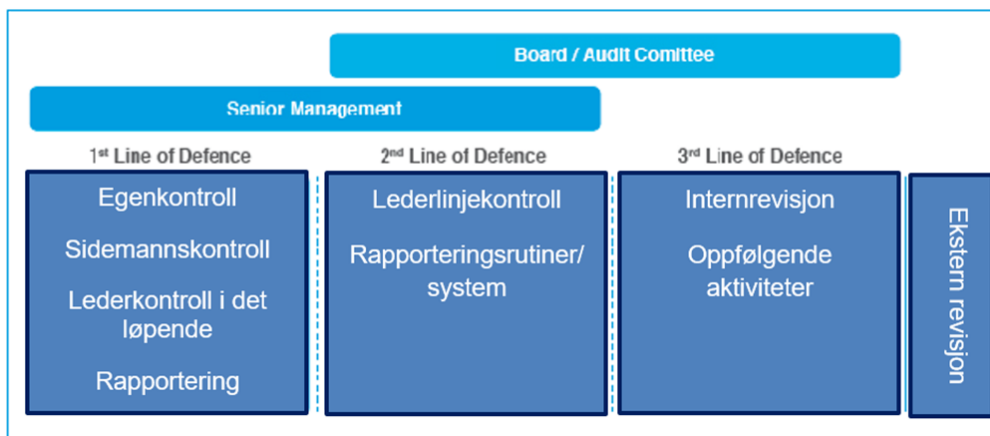 Board / Audit Comittee
Senior Management
1st Line of Defence
2nd Line of Defence
3rd Line of Defence
Egenkontroll
Sidemannskontroll
Lederkontroll i det
løpende
Rapportering
Lederlinjekontroll
Rapporteringsrutiner/
system
Internrevisjon
Oppfølgende
aktiviteter
Ekstern revisjon